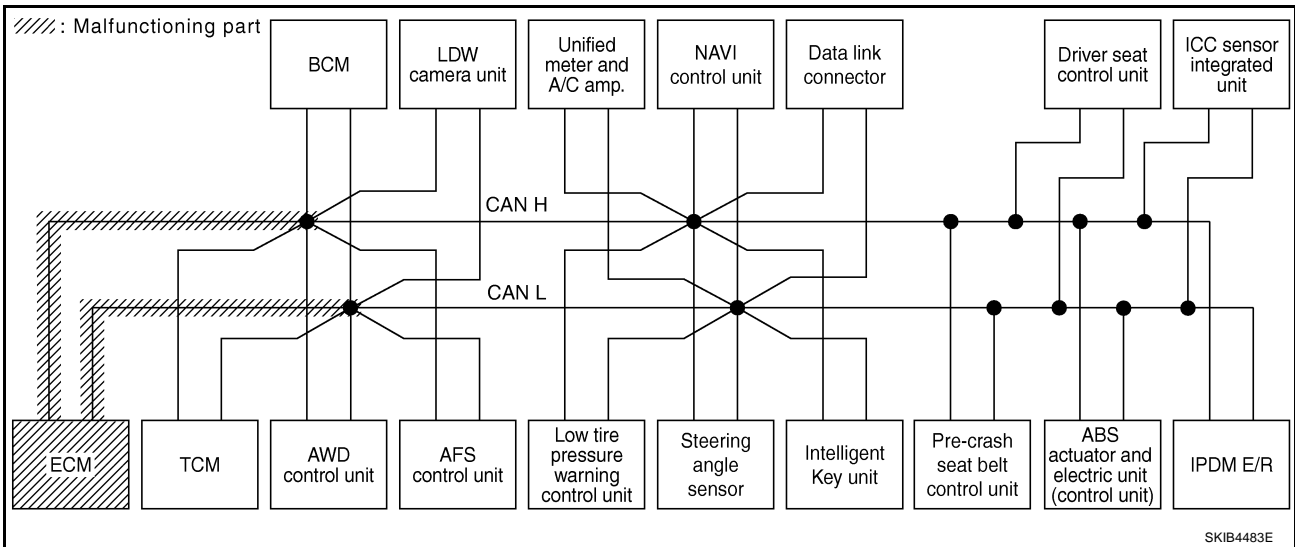 : Malfunctioning part
BCM
LDW
camera unit
Unified
meter and
A/C amp.
NAVI
control unit
Data link
connector
Driver seat
control unit
ICC sensor
integrated
unit
CAN H
CAN L
ECM
TCM
AWD
control unit
AFS
control unit
Low tire
pressure
warning
control unit
Steering
angle
sensor
Intelligent
Key unit
Pre-crash
seat belt
control unit
ABS
actuator and
electric unit
(control unit)
IPDM E/R
SKIB4483E